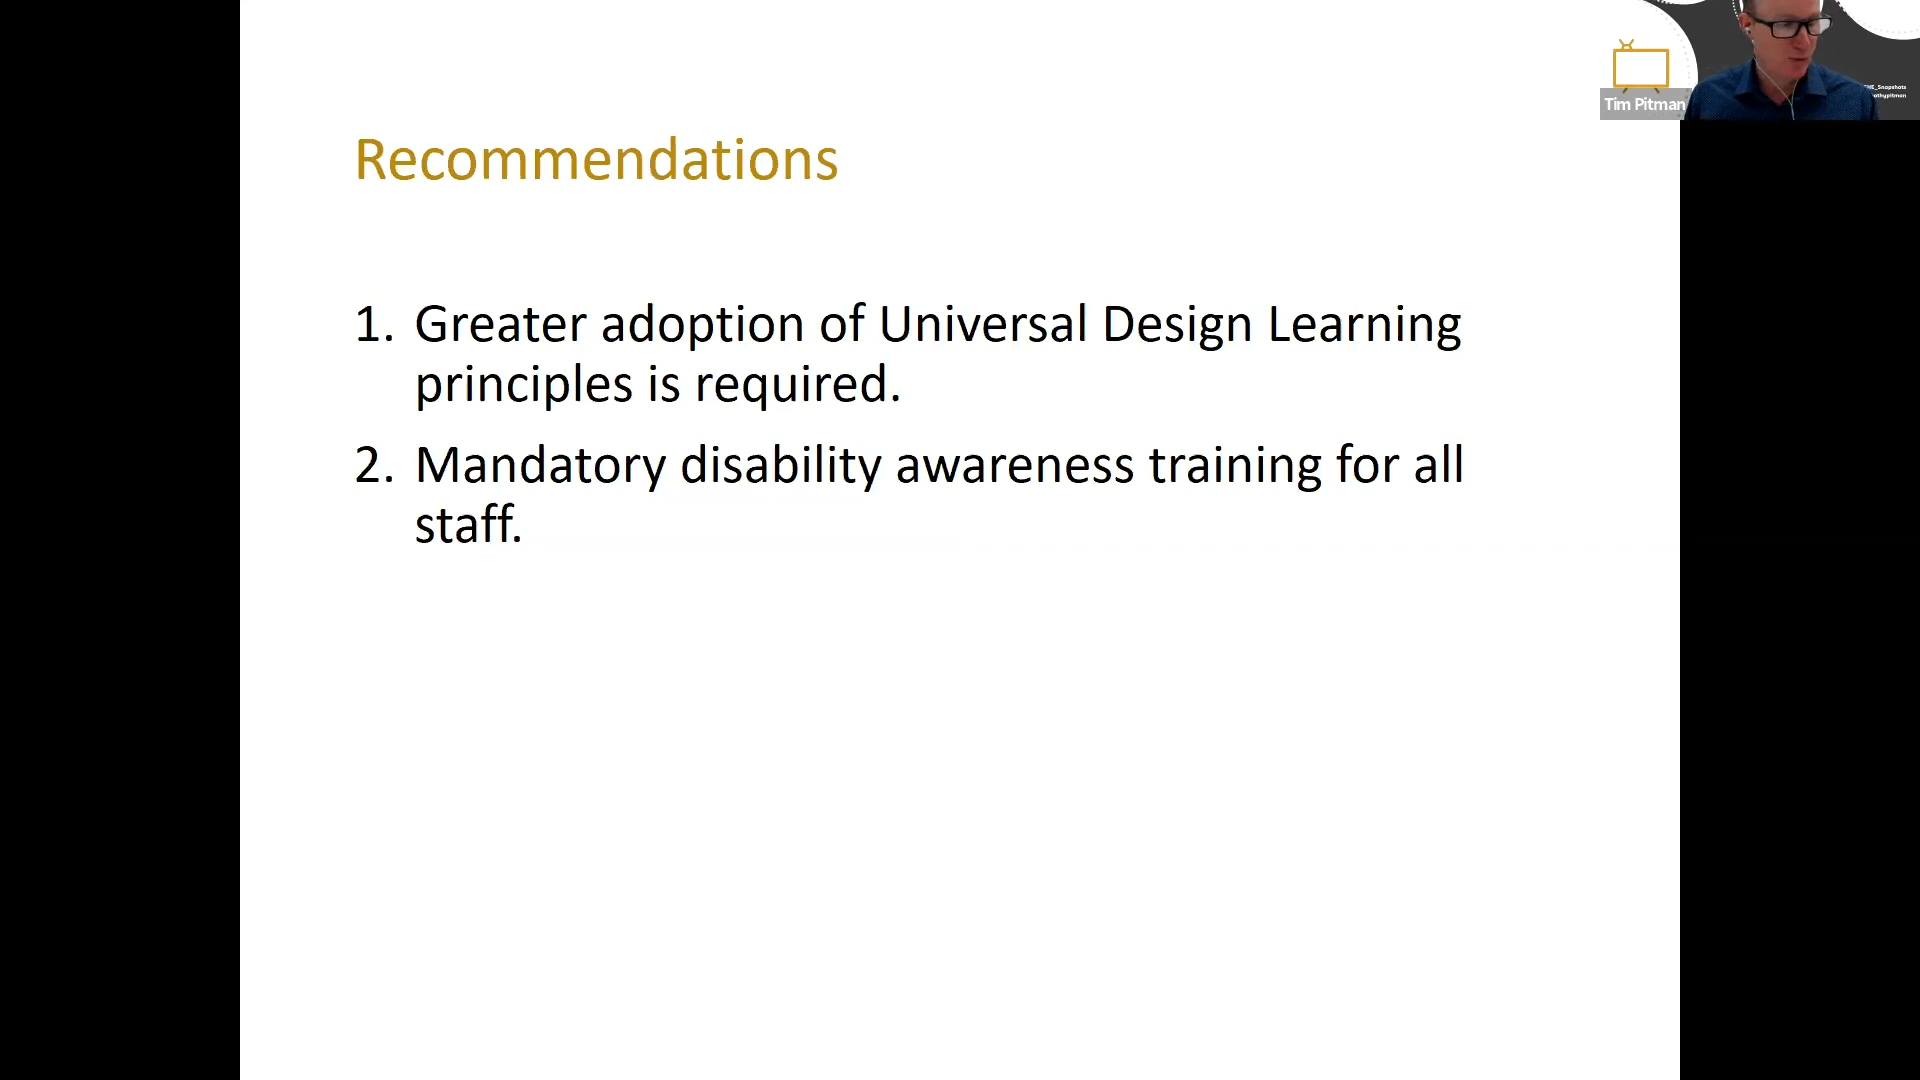 Recommendations
1. Greater adoption of Universal Design Learning
principles is required.
2. Mandatory disability awareness training for all
staff.
Tim Pitman